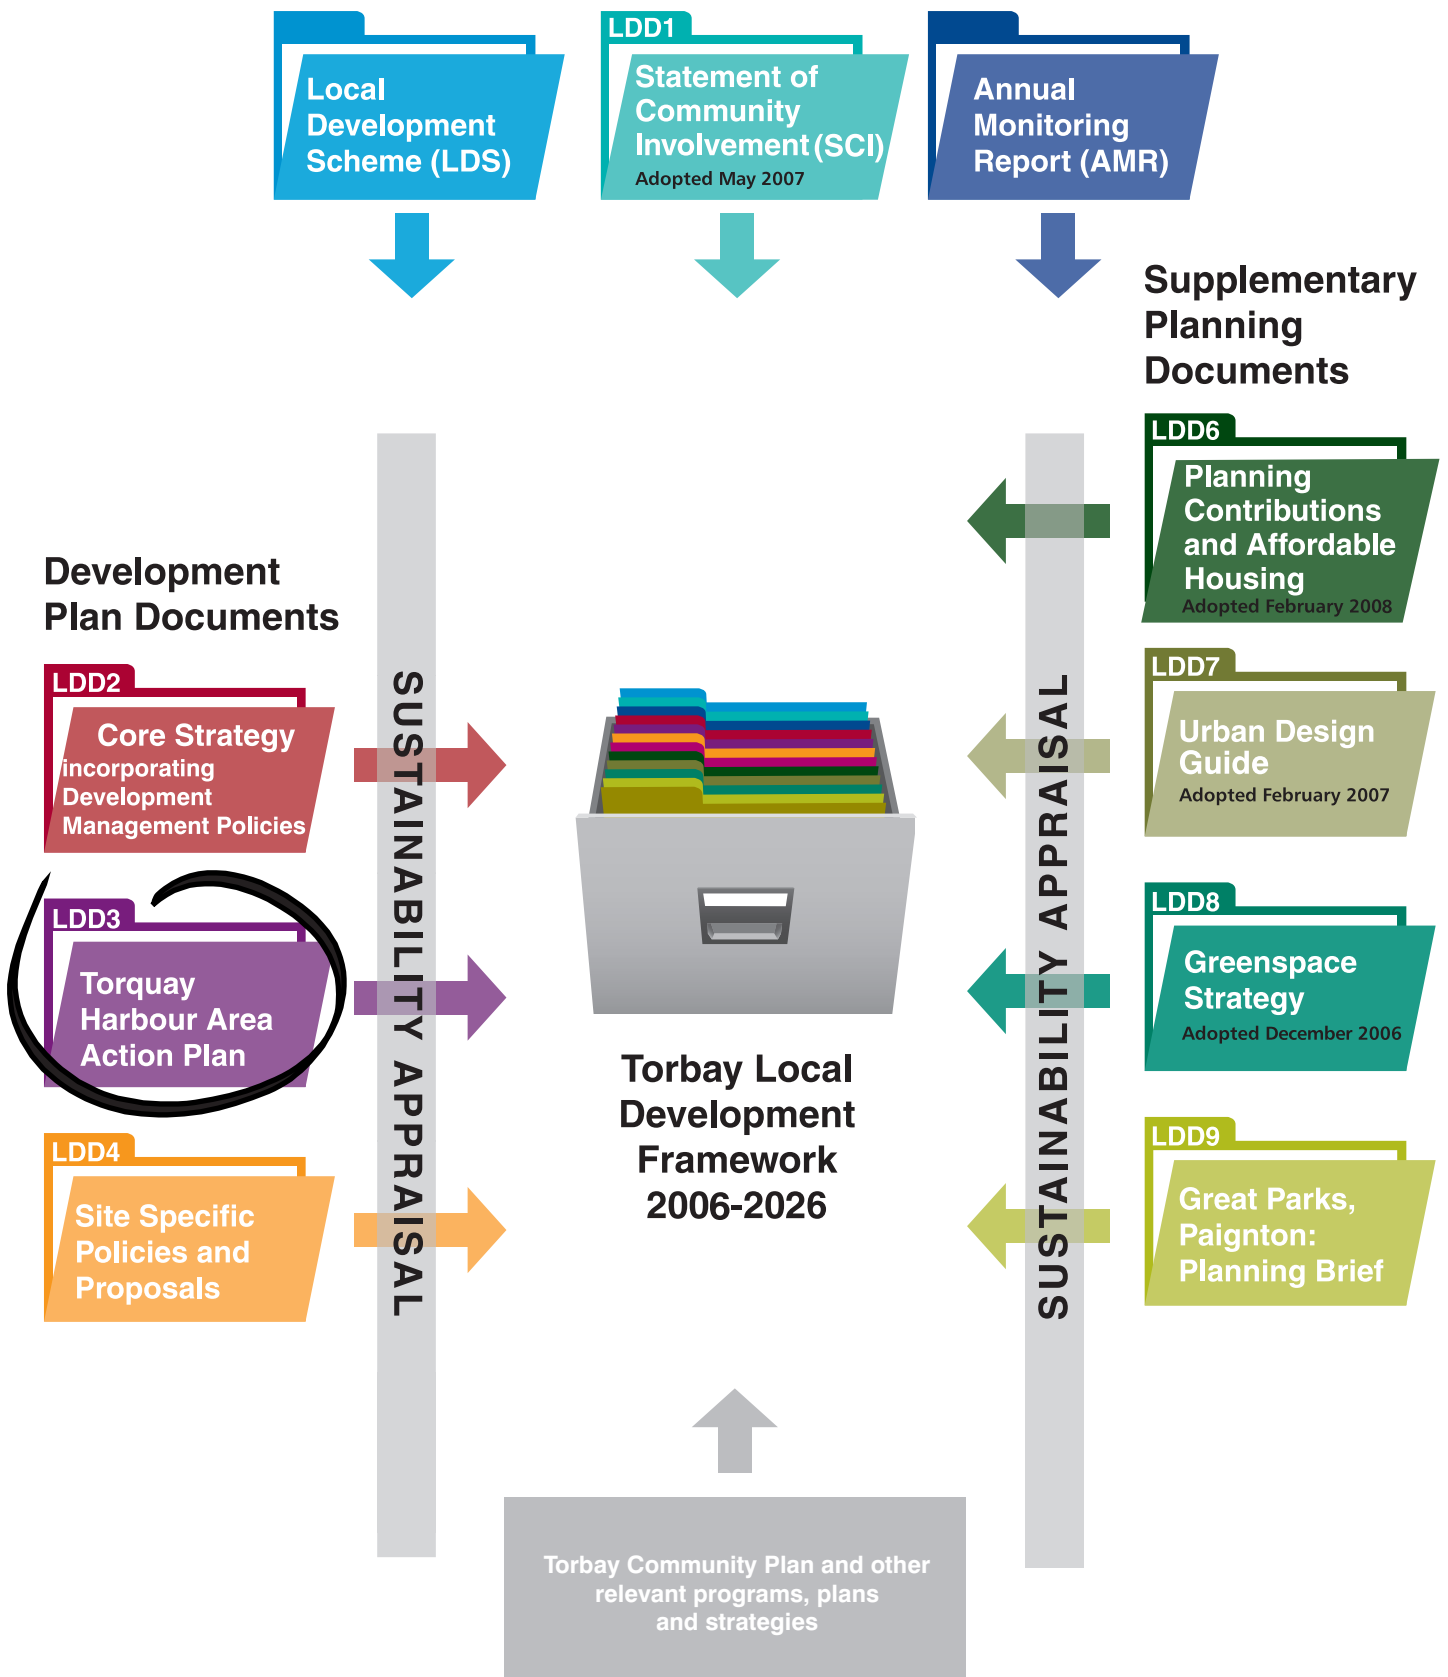 Local
Development
Scheme (LDS)
LDD1
Statement of
Community
Involvement (SCI)
Adopted May 2007
Annual
Monitoring
Report (AMR)
Development
Plan Documents
LDD2
Core Strategy
incorporating
Development
Management Policies
LDD3
Torquay
Harbour Area
Action Plan
LDD4
Site Specific
Policies and
Proposals
SUSTAINABILITY APPRAISAL
Torbay Local
Development
Framework
2006-2026
SUSTAINABILITY APPRAISAL
Supplementary
Planning
Documents
LDD6
Planning
Contributions
and Affordable
Housing
Adopted February 2008
LDD7
Urban Design
Guide
Adopted February 2007
LDD8
Greenspace
Strategy
Adopted December 2006
LDD9
Great Parks,
Paignton:
Planning Brief
Torbay Community Plan and other
relevant programs, plans
and strategies